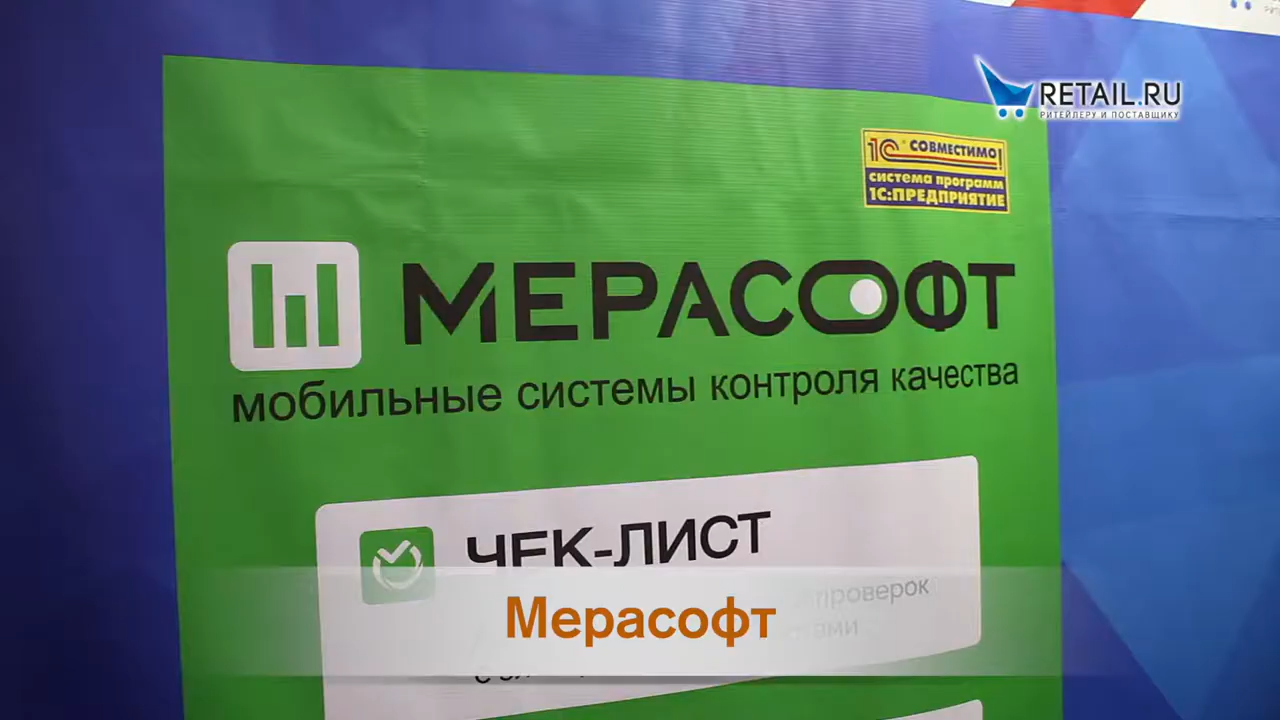 RETAIL.RU
РИТЕЙЛЕРУ И ПОСТАВЩИКУ
1С СОВМЕСТИМО!
система программ
1С:ПРЕДПРИЯТИЕ
МЕРАСОФТ
мобильные системы контроля качества
ЧЕК-ЛИСТ
проверок
Мерасофт